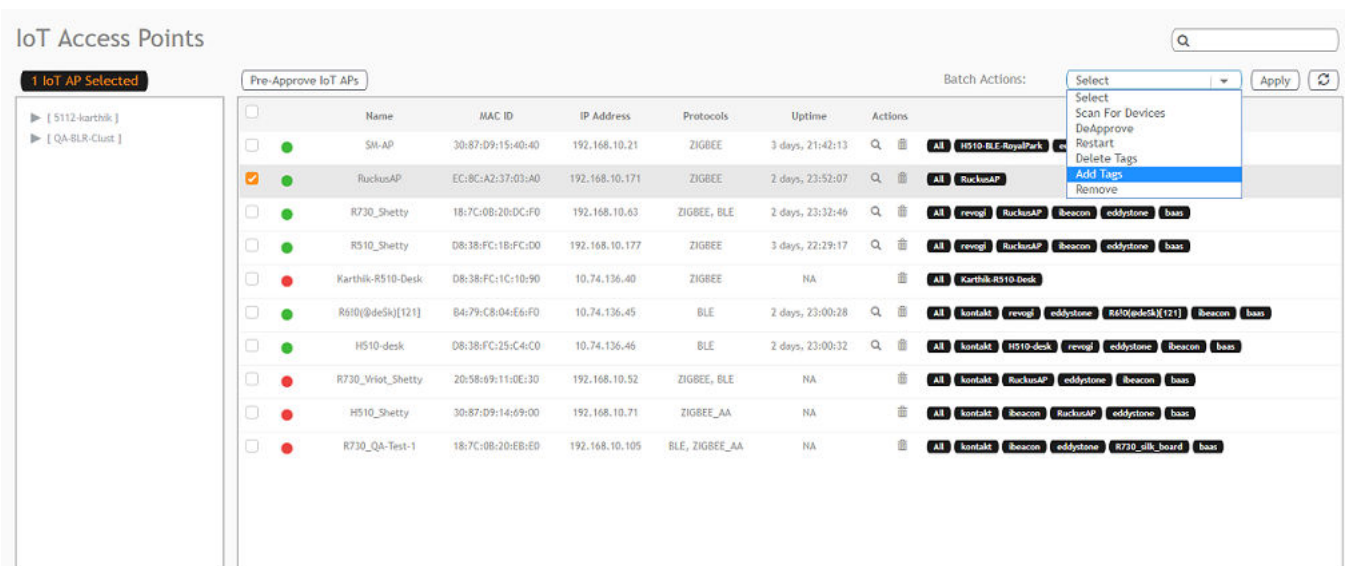 IoT Access Points
1 IoT AP Selected
Pre-Approve IoT APs
Batch Actions: Select Apply
Select
Scan For Devices
DeApprove
Restart
Delete Tags
Add Tags
Remove
[ 5112-karthik ]
[ QA-BLR-Clust ]
Name MAC ID IP Address Protocols Uptime Actions
SM-AP 30:87:D9:15:40:40 192.168.10.21 ZIGBEE 3 days, 21:42:13 All H510-BLE-RoyalPark
RuckusAP EC:8C:A2:37:03:A0 192.168.10.171 ZIGBEE 2 days, 23:52:07 All RuckusAP
R730_Shetty 18:7C:0B:20:DC:F0 192.168.10.63 ZIGBEE, BLE 2 days, 23:32:46 All revogi RuckusAP ibeacon eddystone baas
R510_Shetty D8:38:FC:1B:FC:D0 192.168.10.177 ZIGBEE 3 days, 22:29:17 All revogi RuckusAP ibeacon eddystone baas
Karthik-R510-Desk D8:38:FC:1C:10:90 10.74.136.40 ZIGBEE NA All Karthik-R510-Desk
R6!0(@deSk)[121] B4:79:C8:04:E6:F0 10.74.136.45 BLE 2 days, 23:00:28 All kontakt revogi eddystone R6!0(@deSk)[121] ibeacon baas
H510-desk D8:38:FC:25:C4:C0 10.74.136.46 BLE 2 days, 23:00:32 All kontakt H510-desk revogi eddystone ibeacon baas
R730_Vriot_Shetty 20:58:69:11:0E:30 192.168.10.52 ZIGBEE, BLE NA All kontakt RuckusAP eddystone ibeacon baas
H510_Shetty 30:87:D9:14:69:00 192.168.10.71 ZIGBEE_AA NA All kontakt ibeacon RuckusAP eddystone baas
R730_QA-Test-1 18:7C:0B:20:EB:E0 192.168.10.105 BLE, ZIGBEE_AA NA All kontakt ibeacon eddystone R730_silk_board baas